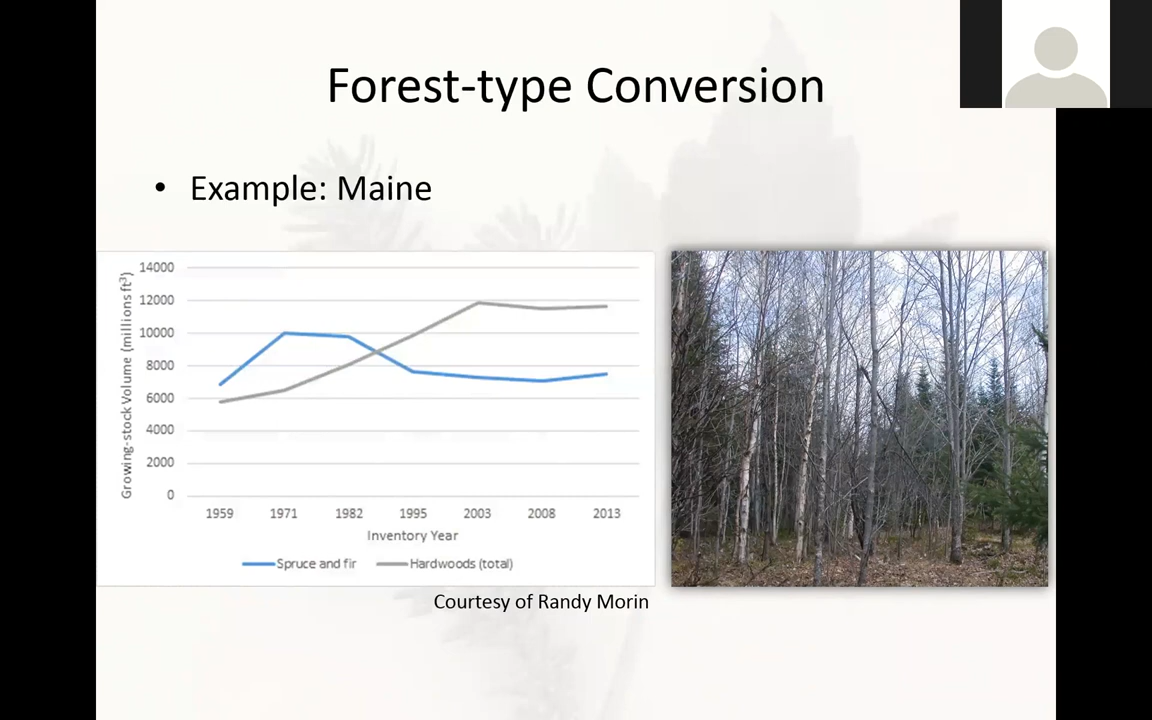 Forest-type Conversion
• Example: Maine
Growing-stock Volume (millions ft³)
14000
12000
10000
8000
6000
4000
2000
0
1959 1971 1982 1995 2003 2008 2013
Inventory Year
Spruce and fir Hardwoods (total)
Courtesy of Randy Morin